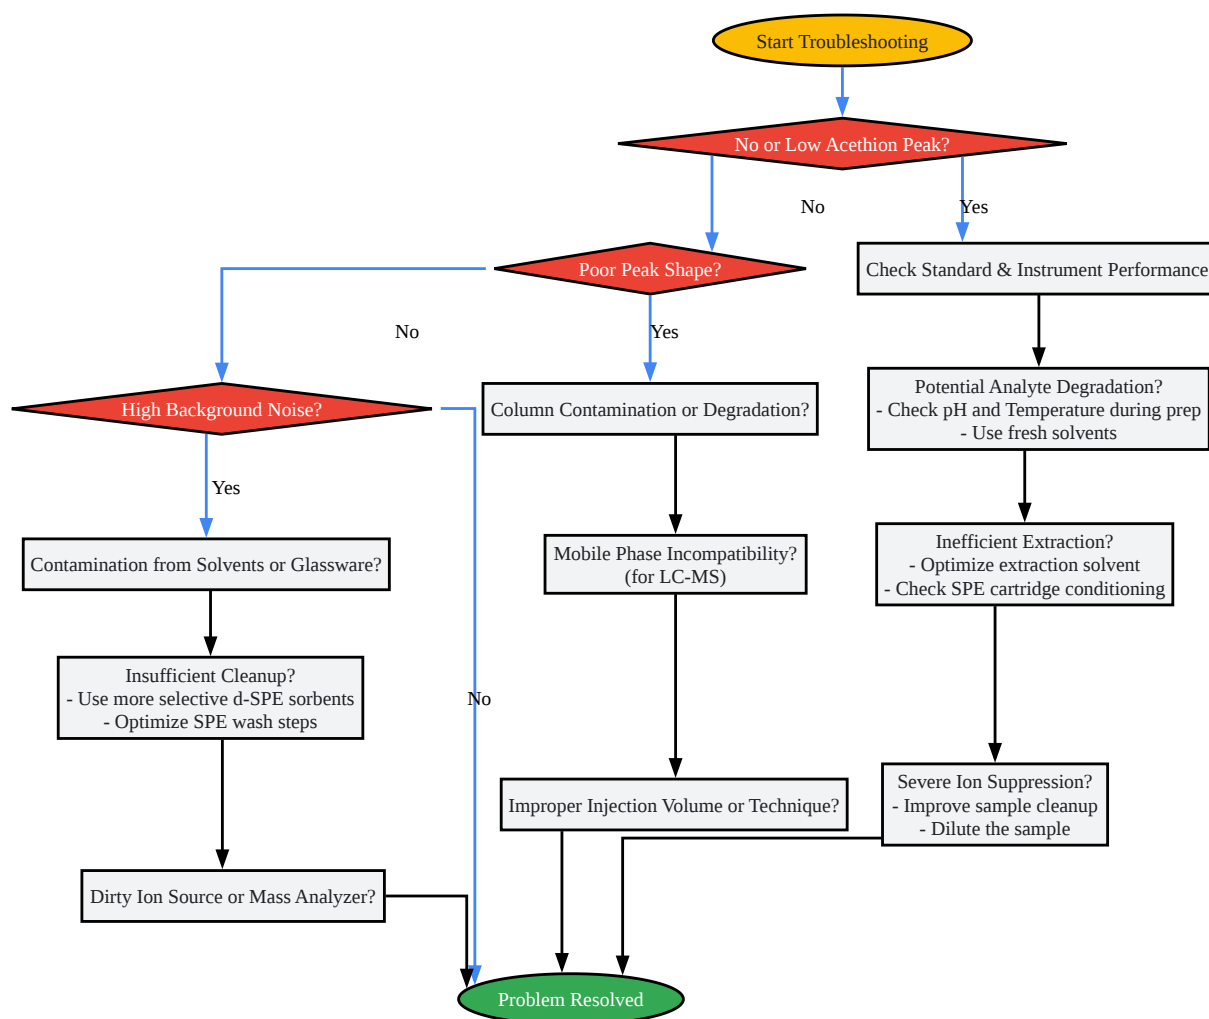 Start Troubleshooting
No or Low Acethion Peak?
No
Yes
Poor Peak Shape?
Check Standard & Instrument Performance
No
Yes
High Background Noise?
Column Contamination or Degradation?
Potential Analyte Degradation?
- Check pH and Temperature during prep
- Use fresh solvents
Yes
Contamination from Solvents or Glassware?
Mobile Phase Incompatibility?
(for LC-MS)
Inefficient Extraction?
- Optimize extraction solvent
- Check SPE cartridge conditioning
Insufficient Cleanup?
- Use more selective d-SPE sorbents
- Optimize SPE wash steps
No
Improper Injection Volume or Technique?
Severe Ion Suppression?
- Improve sample cleanup
- Dilute the sample
Dirty Ion Source or Mass Analyzer?
Problem Resolved